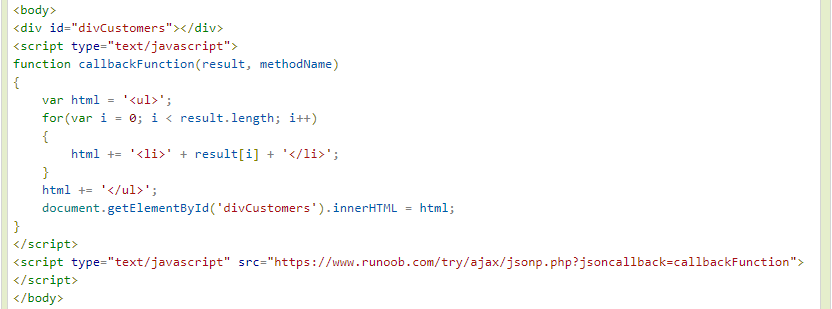 <body>
<div id="divCustomers"></div>
<script type="text/javascript">
function callbackFunction(result, methodName)
{
    var html = '<ul>';
    for(var i = 0; i < result.length; i++)
    {
        html += '<li>' + result[i] + '</li>';
    }
    html += '</ul>';
    document.getElementById('divCustomers').innerHTML = html;
}
</script>
<script type="text/javascript" src="https://www.runoob.com/try/ajax/jsonp.php?jsoncallback=callbackFunction">
</script>
</body>